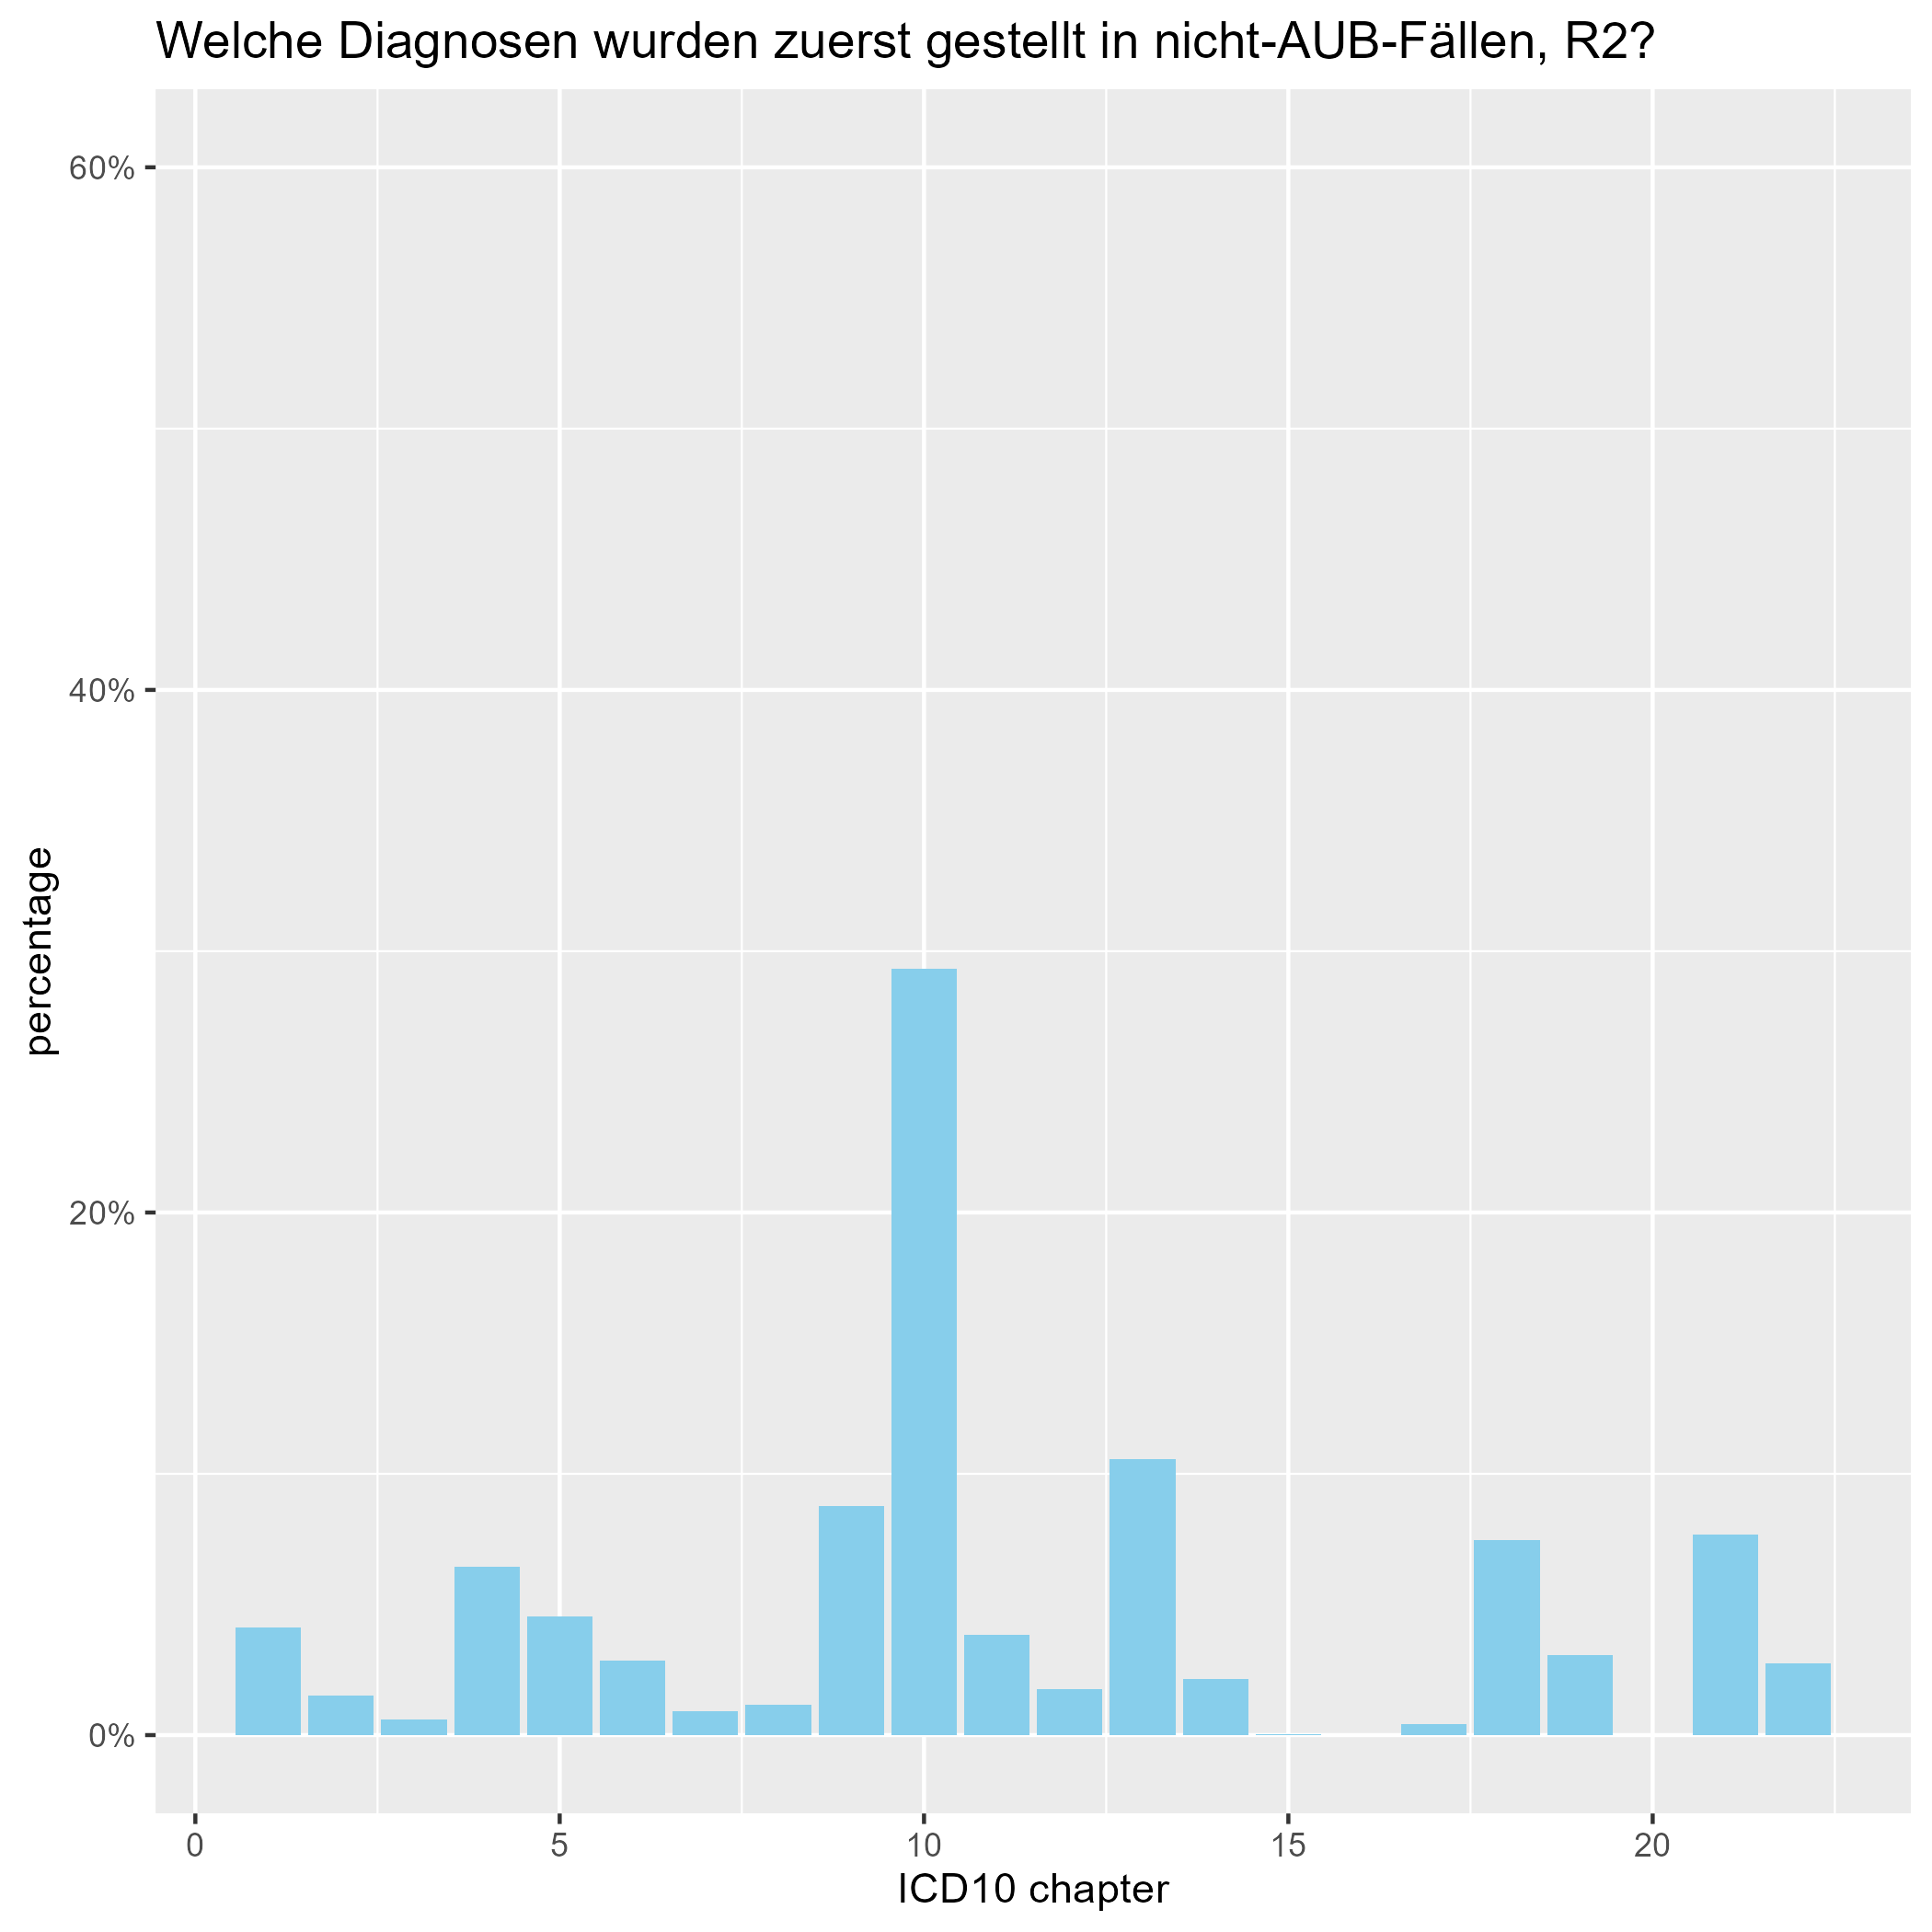 Welche Diagnosen wurden zuerst gestellt in nicht-AUB-Fällen, R2?
60%
40%
20%
0%
percentage
0 5 10 15 20
ICD10 chapter